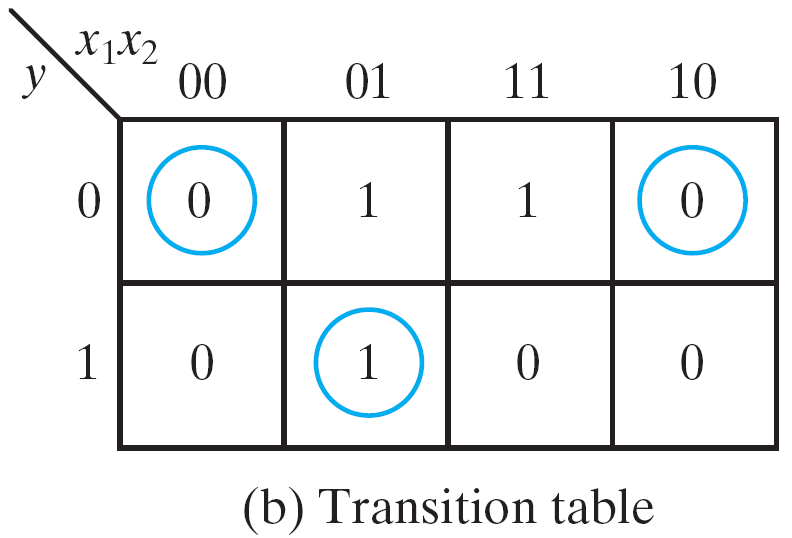 x₁x₂
y 00 01 11 10
0 0 1 1 0
1 0 1 0 0
(b) Transition table